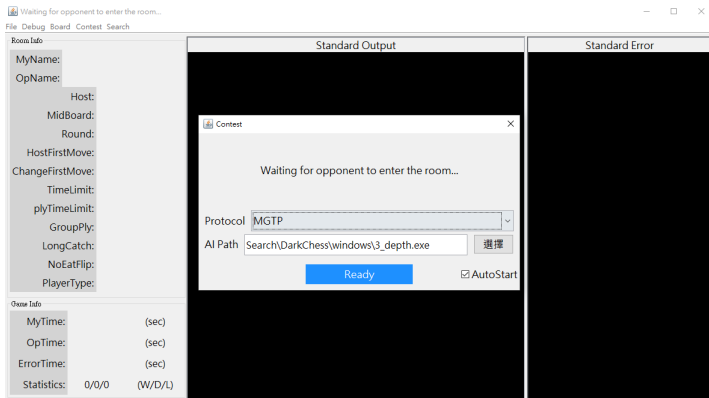 Waiting for opponent to enter the room...
File Debug Board Contest Search
Room Info
MyName:
OpName:
Host:
MidBoard:
Round:
HostFirstMove:
ChangeFirstMove:
TimeLimit:
plyTimeLimit:
GroupPly:
LongCatch:
NoEatFlip:
PlayerType:
Game Info
MyTime: (sec)
OpTime: (sec)
ErrorTime: (sec)
Statistics: 0/0/0 (W/D/L)
Standard Output
Standard Error
Contest
Waiting for opponent to enter the room...
Protocol MGTP
AI Path Search\DarkChess\windows\3_depth.exe 選擇
Ready AutoStart